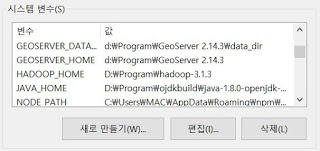 시스템 변수(S)
변수 값
GEOSERVER_DATA... d:₩Program₩GeoServer 2.14.3₩data_dir
GEOSERVER_HOME d:₩Program₩GeoServer 2.14.3
HADOOP_HOME D:₩Program₩hadoop-3.1.3
JAVA_HOME D:₩Program₩ojdkbuild₩java-1.8.0-openjdk-...
NODE_PATH C:₩Users₩MAC₩AppData₩Roaming₩npm₩...
새로 만들기(W)... 편집(I)... 삭제(L)